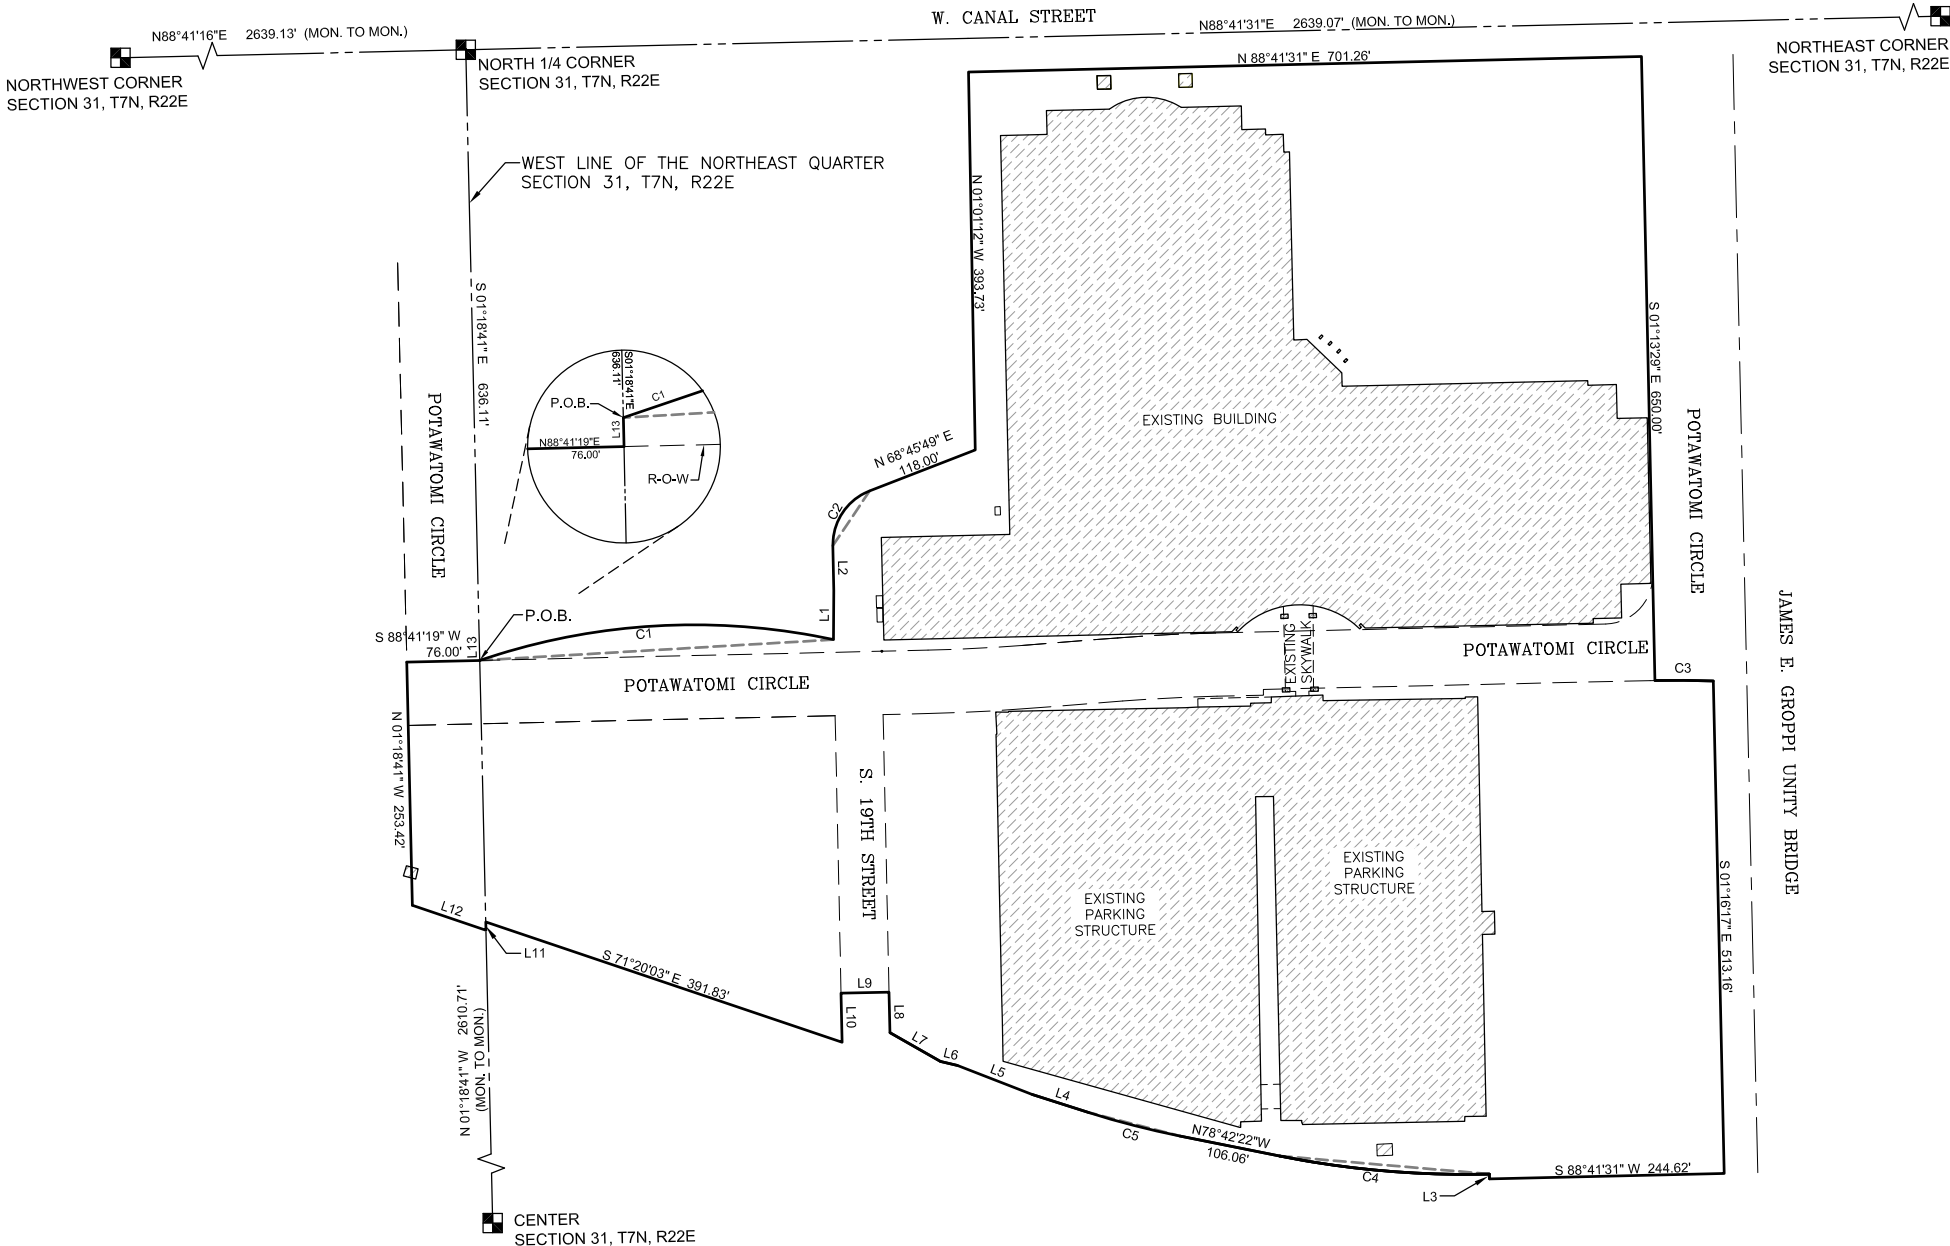 W. CANAL STREET
N88°41'16"E 2639.13' (MON. TO MON.)
N88°41'31"E 2639.07' (MON. TO MON.)
NORTHWEST CORNER
SECTION 31, T7N, R22E
NORTH 1/4 CORNER
SECTION 31, T7N, R22E
NORTHEAST CORNER
SECTION 31, T7N, R22E
N 88°41'31" E 701.26'
WEST LINE OF THE NORTHEAST QUARTER
SECTION 31, T7N, R22E
N 01°01'12" W 393.73'
S 01°18'41" E 636.11'
S 01°13'29" E 650.00'
POTAWATOMI CIRCLE
S01°18'41"E
636.11'
C1
P.O.B.
L13
N88°41'19"E
76.00'
R-O-W
EXISTING BUILDING
POTAWATOMI CIRCLE
N 68°45'49" E
118.00'
C2
L2
L1
P.O.B.
C1
S 88°41'19" W
76.00'
L13
EXISTING
SKYWALK
POTAWATOMI CIRCLE
C3
POTAWATOMI CIRCLE
JAMES E. GROPPI UNITY BRIDGE
N 01°18'41" W 253.42'
S. 19TH STREET
EXISTING
PARKING
STRUCTURE
EXISTING
PARKING
STRUCTURE
S 01°16'17" E 513.16'
L12
L11
S 71°20'03" E 391.83'
L9
L10
L8
L7
L6
L5
L4
C5
N78°42'22"W
106.06'
C4
L3
S 88°41'31" W 244.62'
N 01°18'41" W 2610.71'
(MON. TO MON.)
CENTER
SECTION 31, T7N, R22E